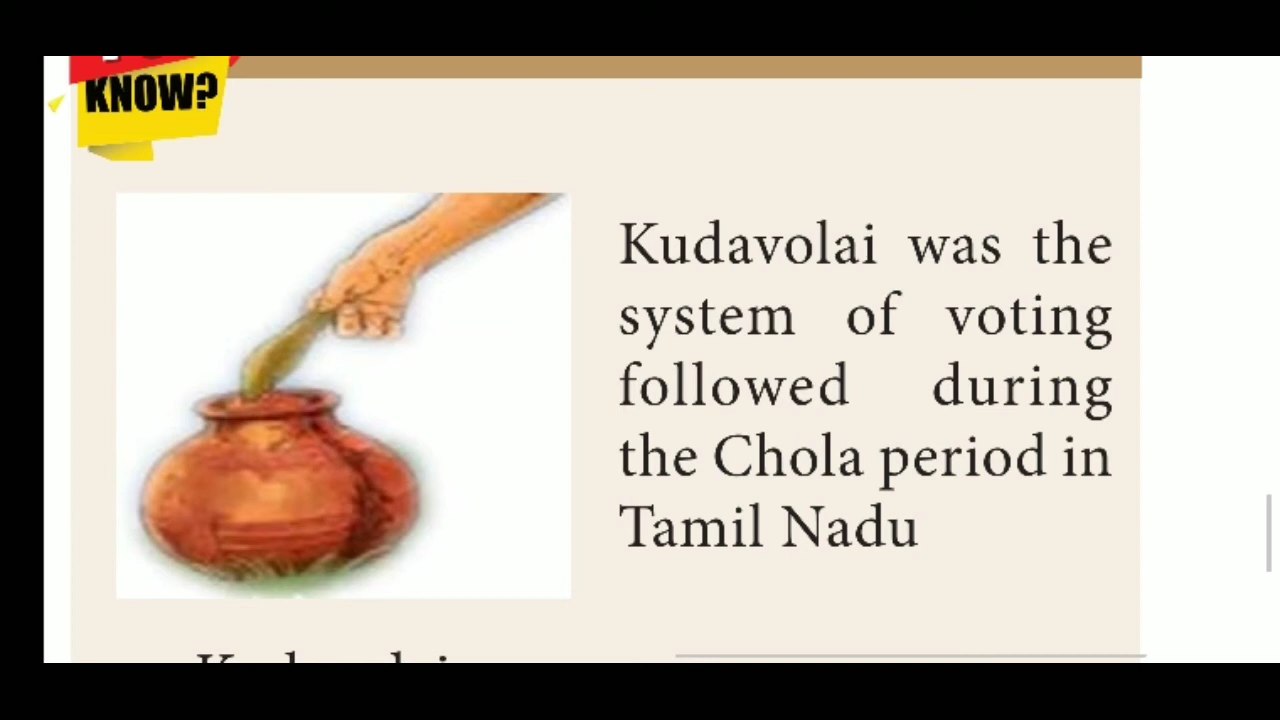 KNOW?
Kudavolai was the
system of voting
followed during
the Chola period in
Tamil Nadu